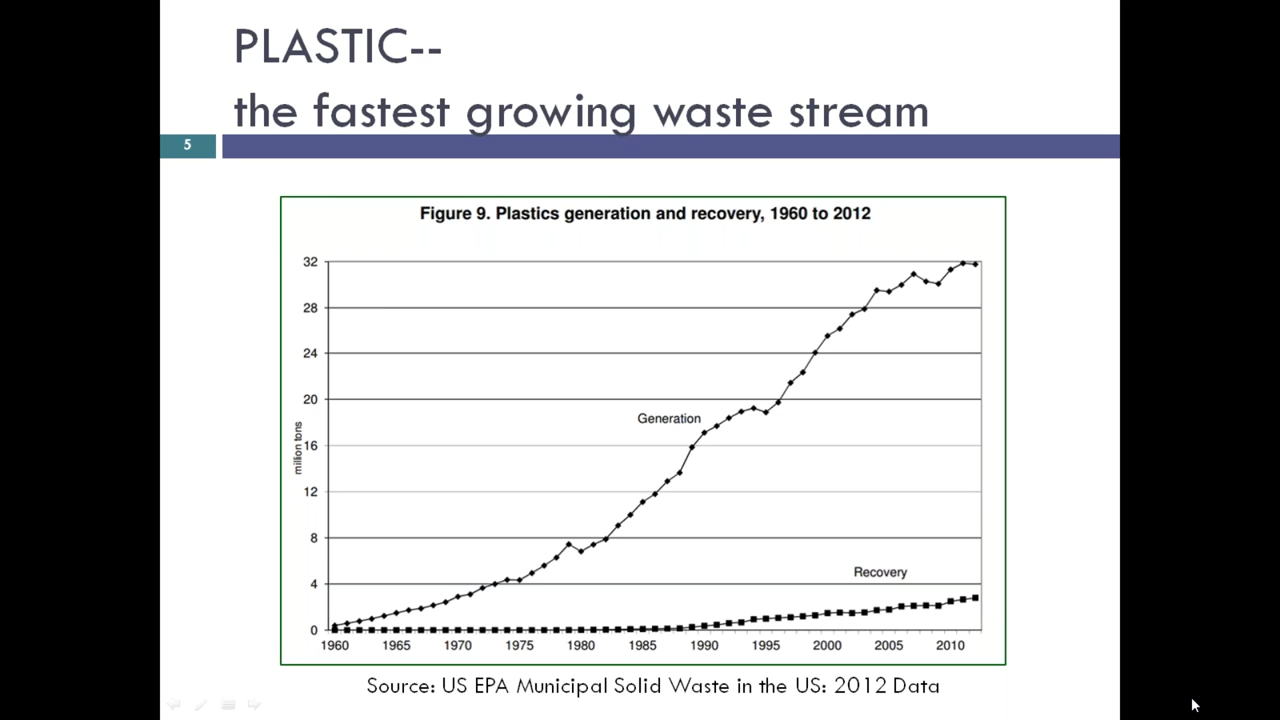 PLASTIC--
the fastest growing waste stream
5
Figure 9. Plastics generation and recovery, 1960 to 2012
32
28
24
20
Generation
million tons
16
12
8
Recovery
4
0
1960 1965 1970 1975 1980 1985 1990 1995 2000 2005 2010
Source: US EPA Municipal Solid Waste in the US: 2012 Data